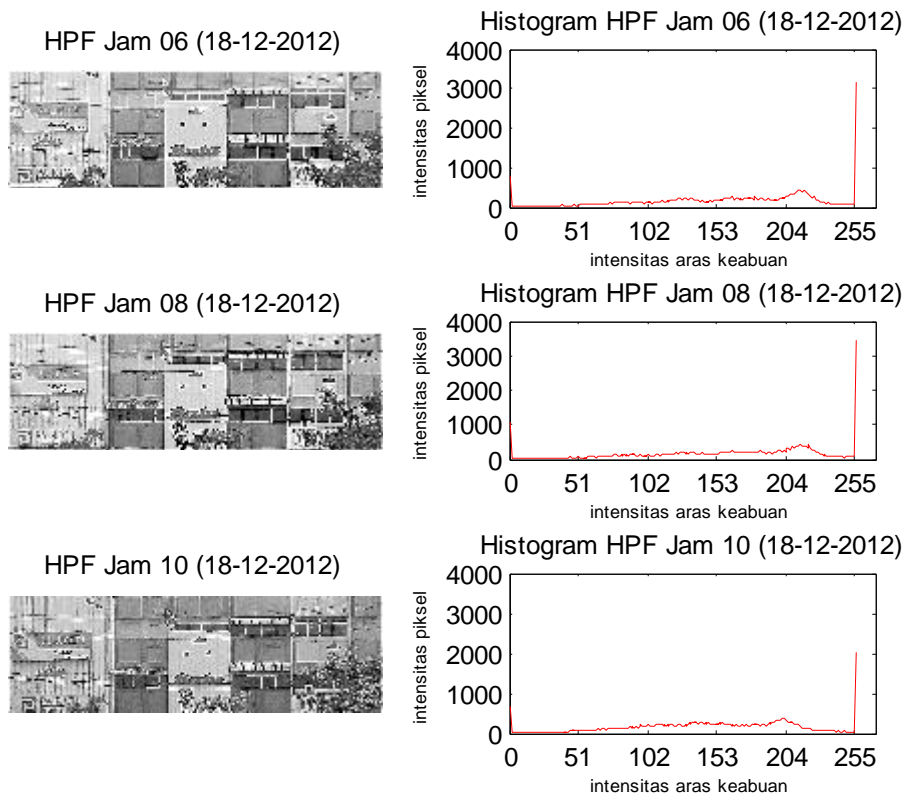 HPF Jam 06 (18-12-2012)
Histogram HPF Jam 06 (18-12-2012)
intensitas piksel
4000
3000
2000
1000
0
0 51 102 153 204 255
intensitas aras keabuan
HPF Jam 08 (18-12-2012)
Histogram HPF Jam 08 (18-12-2012)
intensitas piksel
4000
3000
2000
1000
0
0 51 102 153 204 255
intensitas aras keabuan
HPF Jam 10 (18-12-2012)
Histogram HPF Jam 10 (18-12-2012)
intensitas piksel
4000
3000
2000
1000
0
0 51 102 153 204 255
intensitas aras keabuan